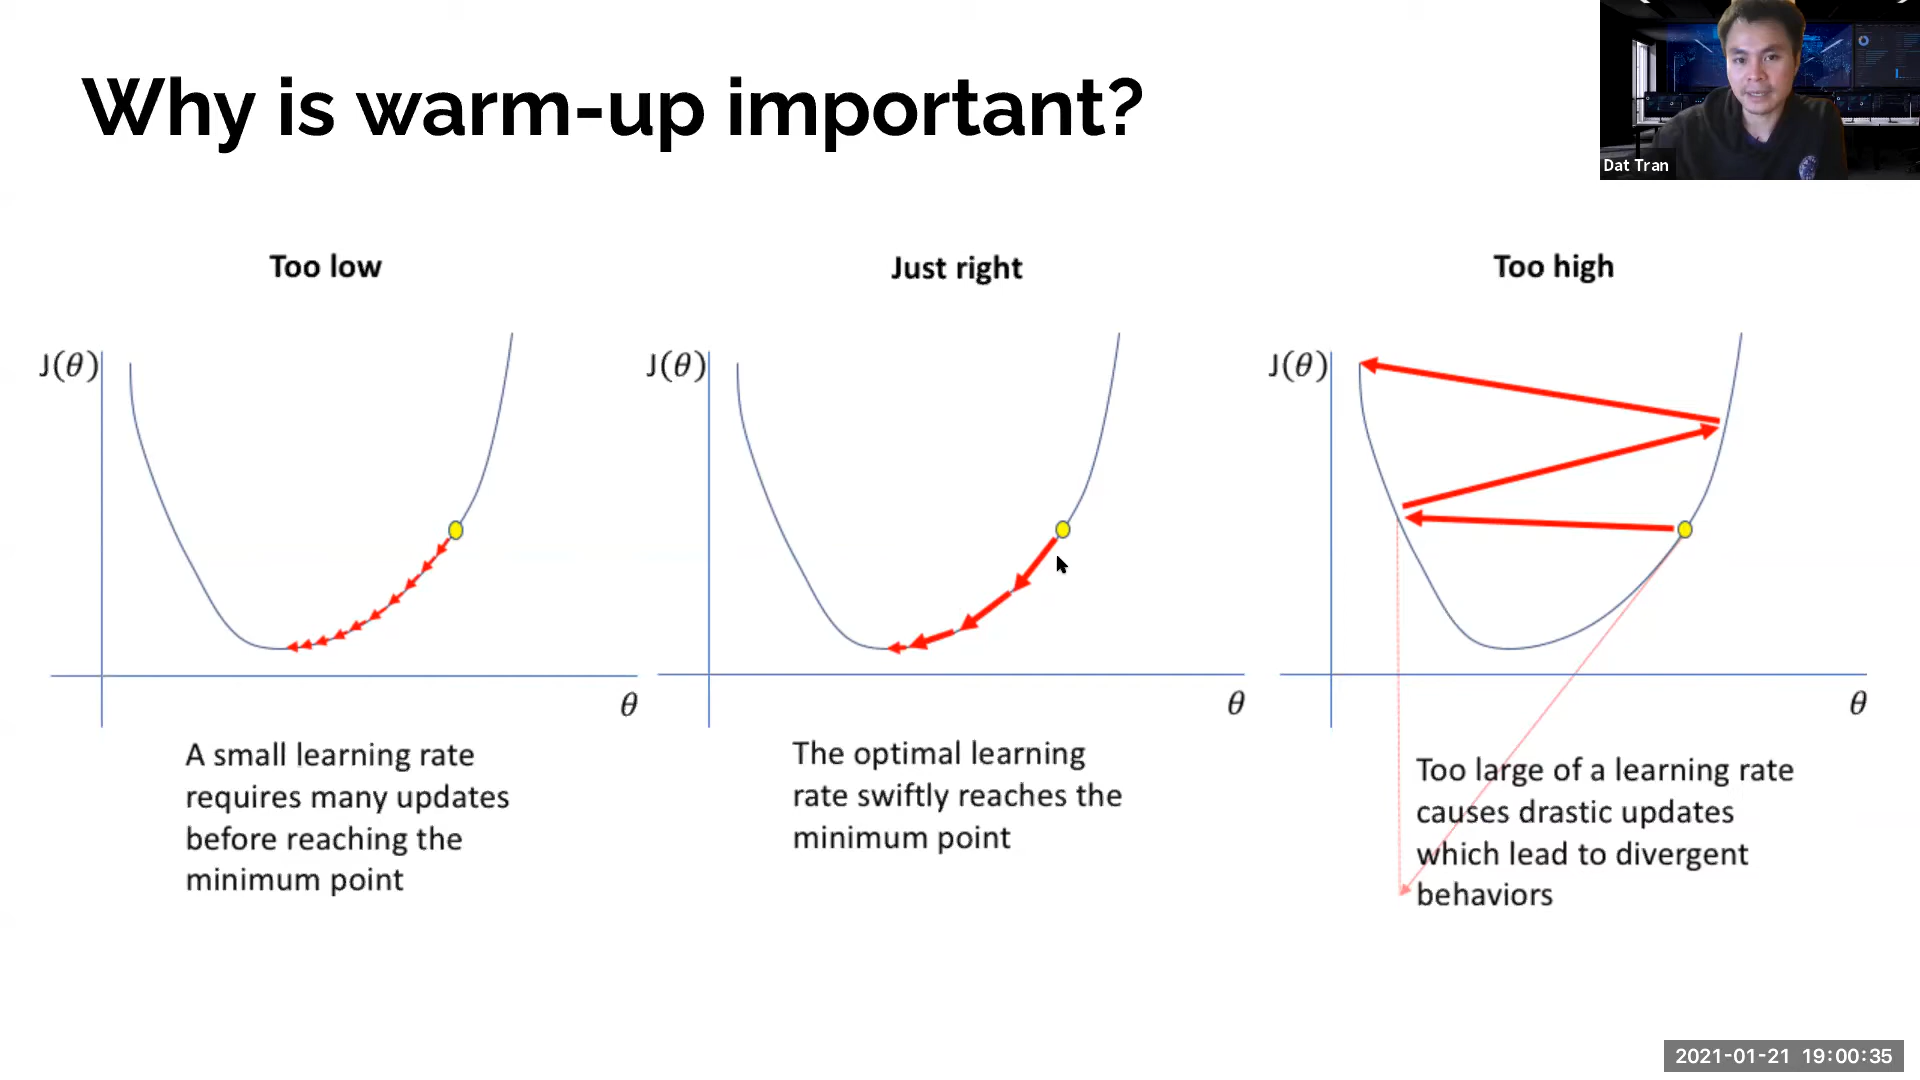 Why is warm-up important?
Dat Tran
Too low
J(θ)
θ
A small learning rate
requires many updates
before reaching the
minimum point
Just right
J(θ)
θ
The optimal learning
rate swiftly reaches the
minimum point
Too high
J(θ)
θ
Too large of a learning rate
causes drastic updates
which lead to divergent
behaviors
2021-01-21 19:00:35